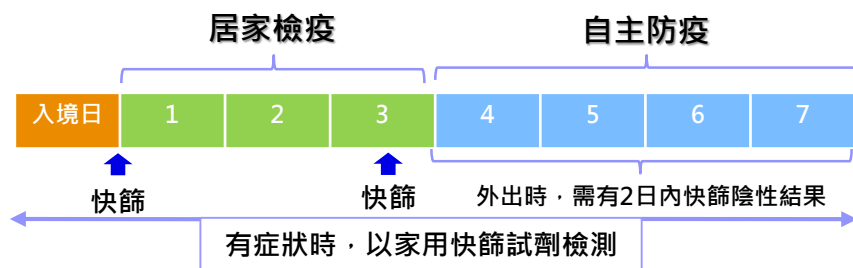 居家檢疫 自主防疫
入境日 1 2 3 4 5 6 7
快篩 快篩 外出時，需有2日內快篩陰性結果
有症狀時，以家用快篩試劑檢測